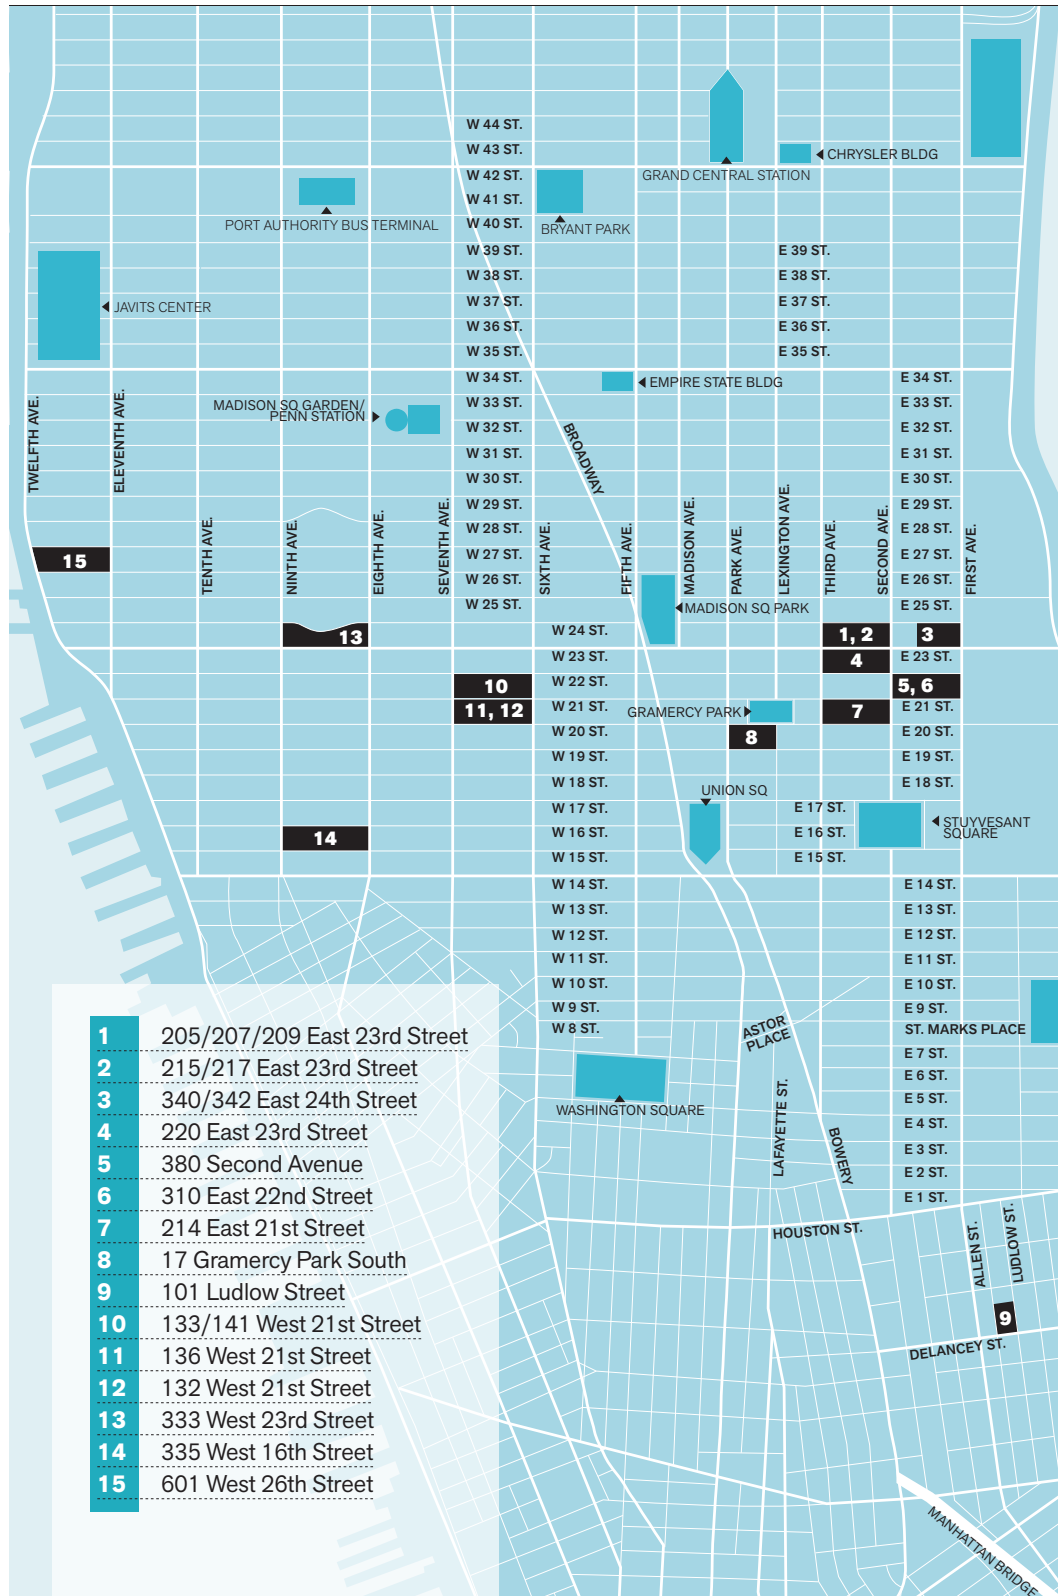 W 44 ST.
W 43 ST.
CHRYSLER BLDG
W 42 ST.
GRAND CENTRAL STATION
W 41 ST.
PORT AUTHORITY BUS TERMINAL
W 40 ST.
BRYANT PARK
W 39 ST.
E 39 ST.
W 38 ST.
E 38 ST.
JAVITS CENTER
W 37 ST.
E 37 ST.
W 36 ST.
E 36 ST.
W 35 ST.
E 35 ST.
W 34 ST.
EMPIRE STATE BLDG
E 34 ST.
MADISON SQ GARDEN/
PENN STATION
W 33 ST.
E 33 ST.
W 32 ST.
E 32 ST.
W 31 ST.
E 31 ST.
W 30 ST.
E 30 ST.
TWELFTH AVE.
ELEVENTH AVE.
BROADWAY
W 29 ST.
E 29 ST.
W 28 ST.
E 28 ST.
W 27 ST.
E 27 ST.
15
TENTH AVE.
NINTH AVE.
EIGHTH AVE.
SEVENTH AVE.
SIXTH AVE.
FIFTH AVE.
MADISON AVE.
PARK AVE.
LEXINGTON AVE.
THIRD AVE.
SECOND AVE.
FIRST AVE.
W 26 ST.
E 26 ST.
W 25 ST.
MADISON SQ PARK
E 25 ST.
13
W 24 ST.
1, 2
3
W 23 ST.
4
E 23 ST.
10
W 22 ST.
5, 6
11, 12
W 21 ST.
GRAMERCY PARK
7
E 21 ST.
W 20 ST.
8
E 20 ST.
W 19 ST.
E 19 ST.
W 18 ST.
E 18 ST.
UNION SQ
W 17 ST.
E 17 ST.
14
W 16 ST.
E 16 ST.
STUYVESANT
SQUARE
W 15 ST.
E 15 ST.
W 14 ST.
E 14 ST.
W 13 ST.
E 13 ST.
W 12 ST.
E 12 ST.
W 11 ST.
E 11 ST.
W 10 ST.
E 10 ST.
W 9 ST.
E 9 ST.
W 8 ST.
ASTOR
PLACE
ST. MARKS PLACE
E 7 ST.
E 6 ST.
WASHINGTON SQUARE
E 5 ST.
E 4 ST.
LAFAYETTE ST.
BOWERY
E 3 ST.
E 2 ST.
E 1 ST.
HOUSTON ST.
ALLEN ST.
LUDLOW ST.
9
DELANCEY ST.
MANHATTAN BRIDGE
1 205/207/209 East 23rd Street
2 215/217 East 23rd Street
3 340/342 East 24th Street
4 220 East 23rd Street
5 380 Second Avenue
6 310 East 22nd Street
7 214 East 21st Street
8 17 Gramercy Park South
9 101 Ludlow Street
10 133/141 West 21st Street
11 136 West 21st Street
12 132 West 21st Street
13 333 West 23rd Street
14 335 West 16th Street
15 601 West 26th Street